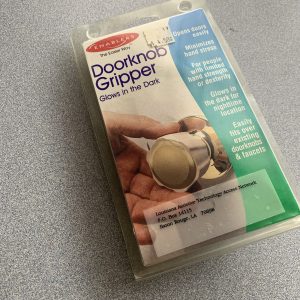 ENABLERS
The Easier Way
Doorknob
Gripper
Glows in the Dark
Opens doors
easily
Minimizes
hand stress
For people
with limited
hand strength
or dexterity
Glows in
the dark for
nighttime
location
Easily
fits over
existing
doorknobs
& faucets
Louisiana Assistive Technology Access Network
P.O. Box 14115
Baton Rouge, LA 70898